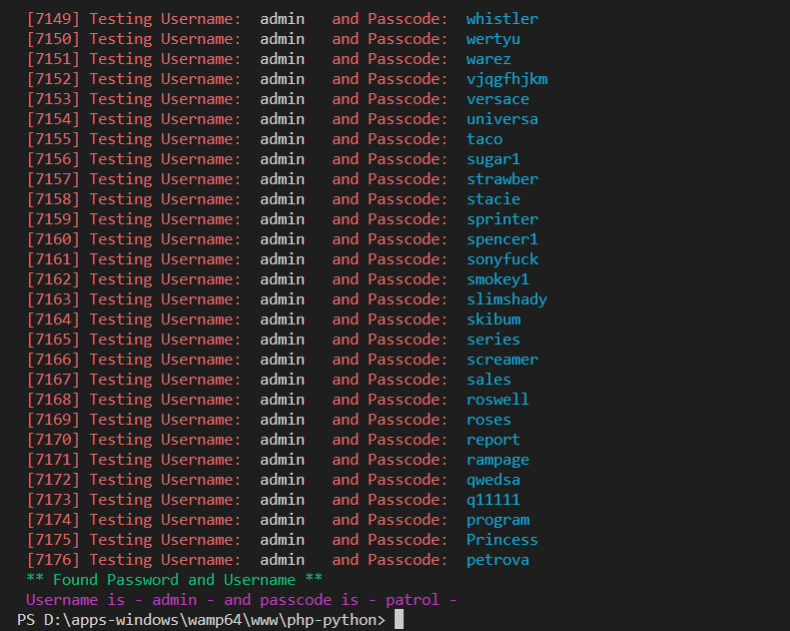 [7149] Testing Username: admin and Passcode: whistler
[7150] Testing Username: admin and Passcode: wertyu
[7151] Testing Username: admin and Passcode: warez
[7152] Testing Username: admin and Passcode: vjqgfhjkm
[7153] Testing Username: admin and Passcode: versace
[7154] Testing Username: admin and Passcode: universa
[7155] Testing Username: admin and Passcode: taco
[7156] Testing Username: admin and Passcode: sugar1
[7157] Testing Username: admin and Passcode: strawber
[7158] Testing Username: admin and Passcode: stacie
[7159] Testing Username: admin and Passcode: sprinter
[7160] Testing Username: admin and Passcode: spencer1
[7161] Testing Username: admin and Passcode: sonyfuck
[7162] Testing Username: admin and Passcode: smokey1
[7163] Testing Username: admin and Passcode: slimshady
[7164] Testing Username: admin and Passcode: skibum
[7165] Testing Username: admin and Passcode: series
[7166] Testing Username: admin and Passcode: screamer
[7167] Testing Username: admin and Passcode: sales
[7168] Testing Username: admin and Passcode: roswell
[7169] Testing Username: admin and Passcode: roses
[7170] Testing Username: admin and Passcode: report
[7171] Testing Username: admin and Passcode: rampage
[7172] Testing Username: admin and Passcode: qwedsa
[7173] Testing Username: admin and Passcode: q11111
[7174] Testing Username: admin and Passcode: program
[7175] Testing Username: admin and Passcode: Princess
[7176] Testing Username: admin and Passcode: petrova
** Found Password and Username **
Username is - admin - and passcode is - patrol -
PS D:\apps-windows\wamp64\www\php-python>